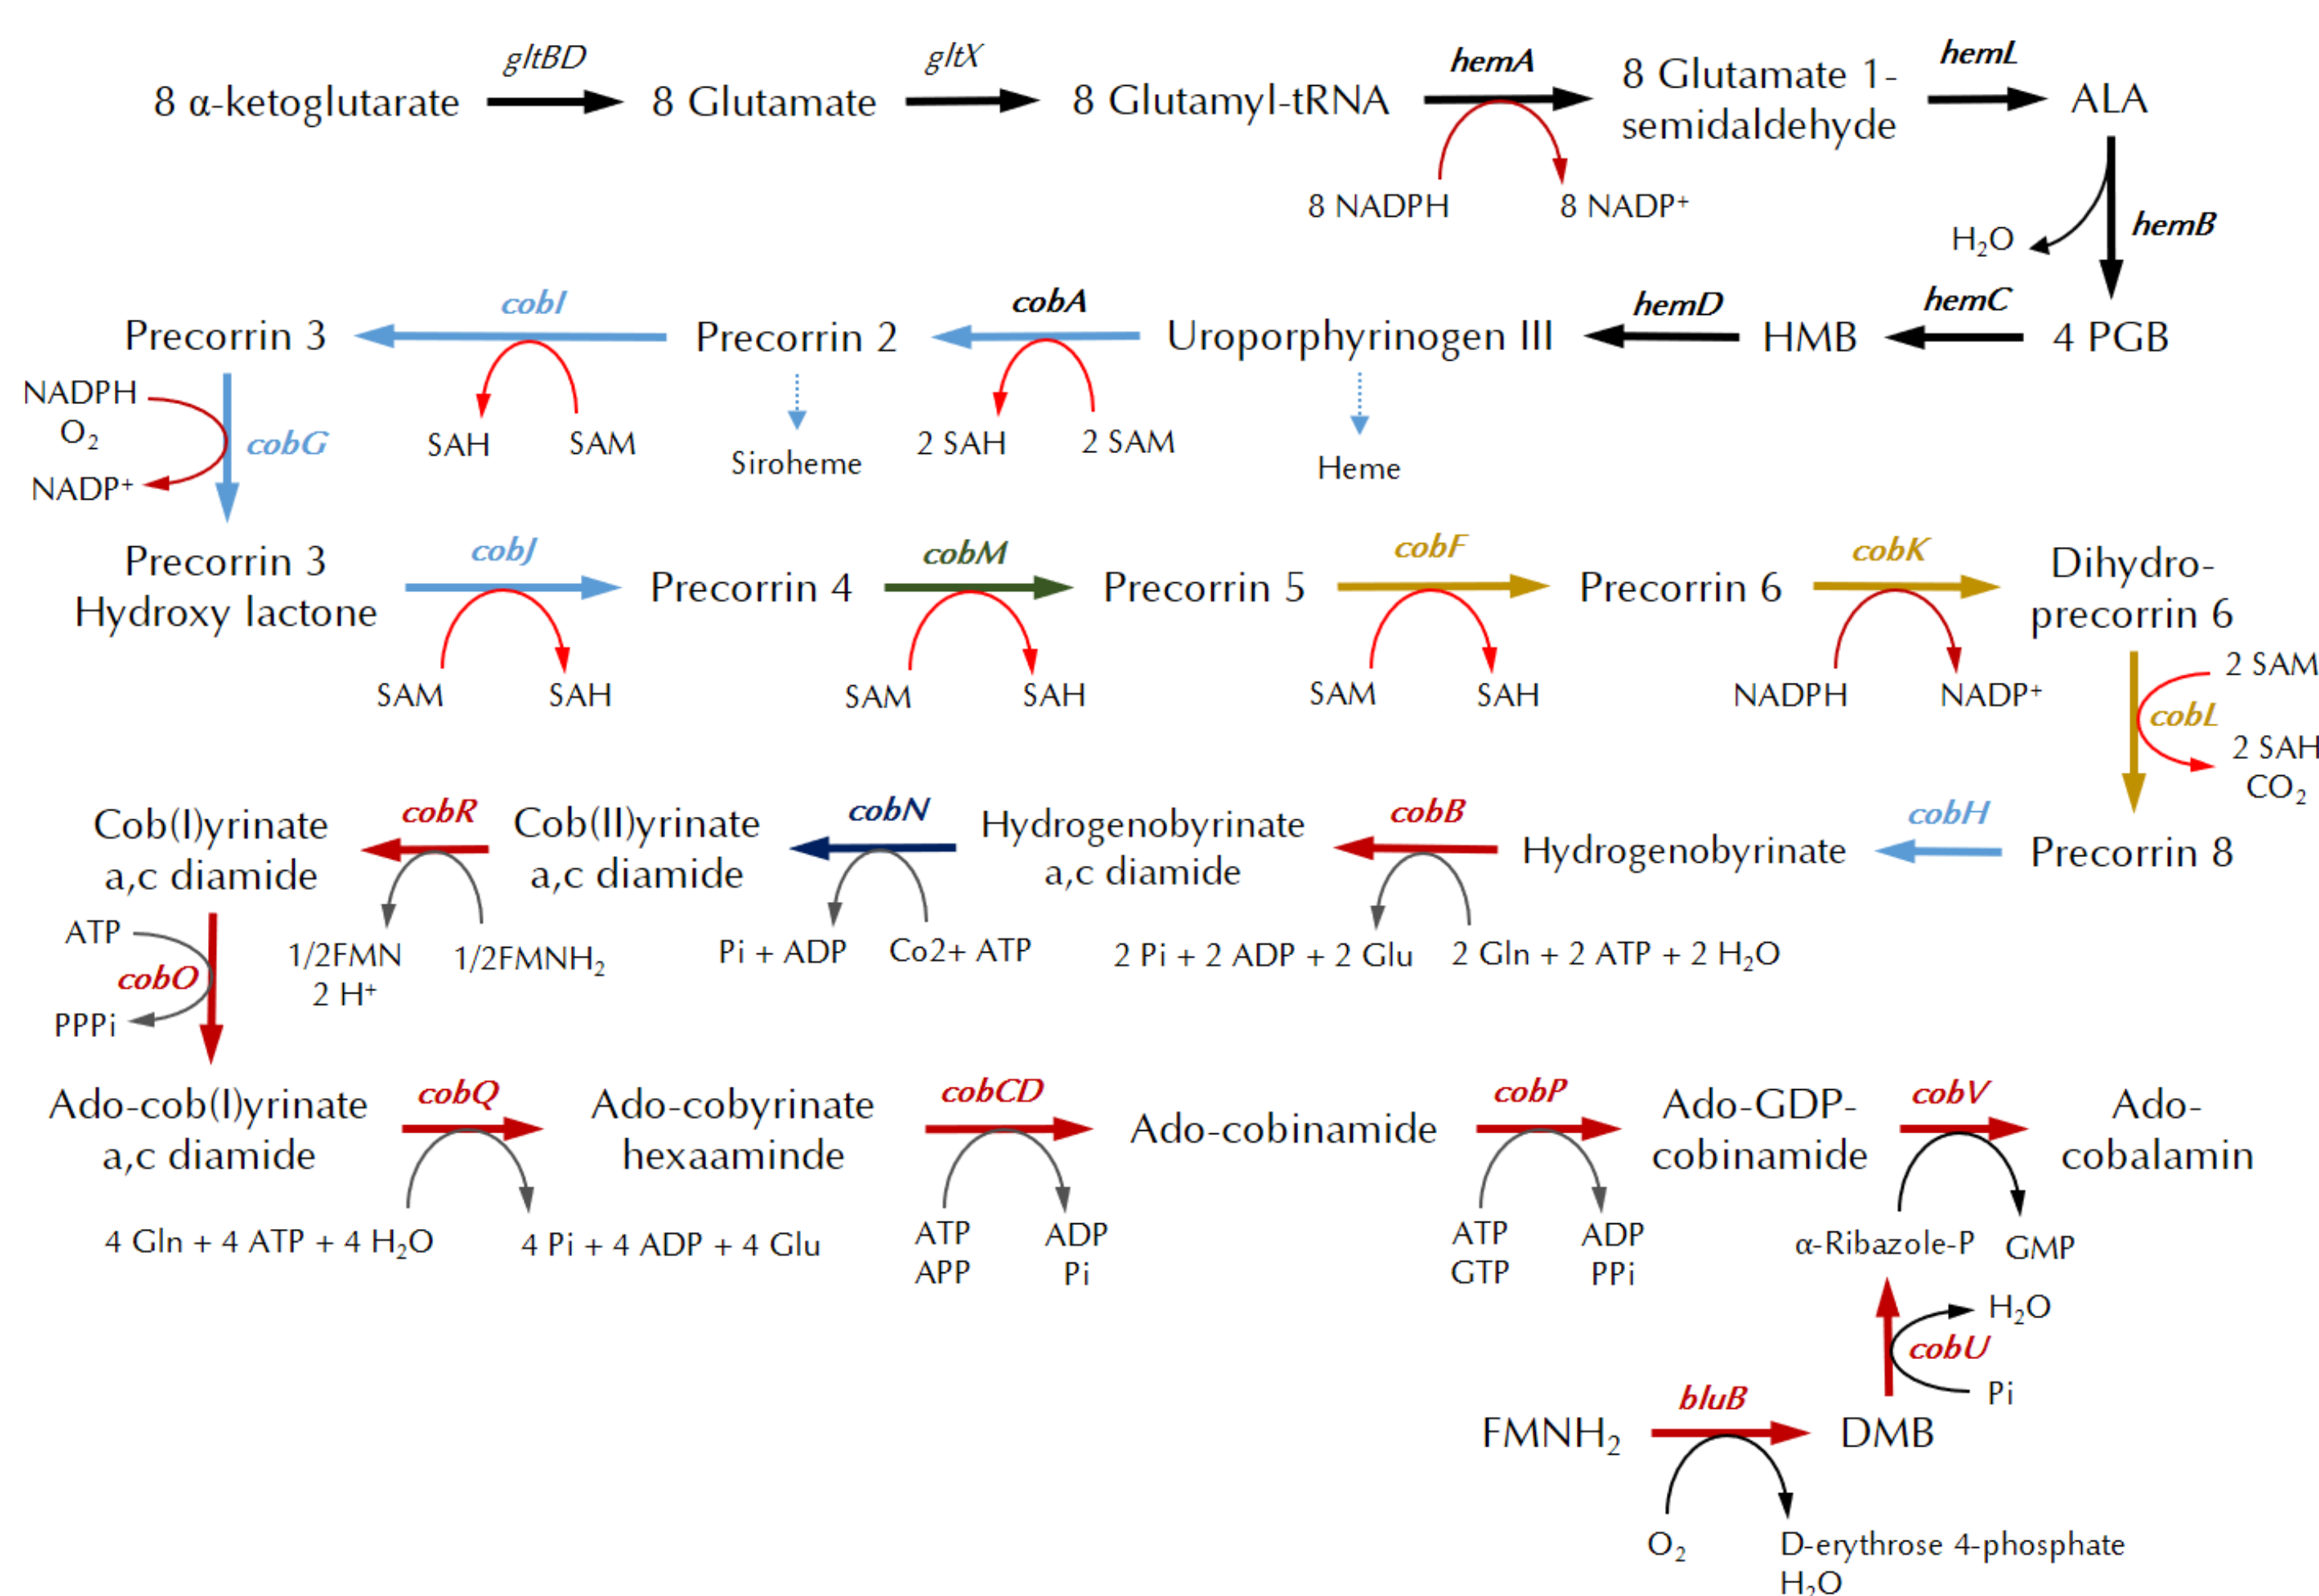 gltBD
gltX
hemA
hemL
8 α-ketoglutarate
8 Glutamate
8 Glutamyl-tRNA
8 Glutamate 1-
semidaldehyde
ALA
8 NADPH
8 NADP+
H₂O
hemB
cobI
cobA
hemD
hemC
Precorrin 3
Precorrin 2
Uroporphyrinogen III
HMB
4 PGB
NADPH
O₂
cobG
NADP+
SAH
SAM
Siroheme
2 SAH
2 SAM
Heme
cobJ
cobM
cobF
cobK
Precorrin 3
Hydroxy lactone
Precorrin 4
Precorrin 5
Precorrin 6
Dihydro-
precorrin 6
SAM
SAH
SAM
SAH
SAM
SAH
NADPH
NADP+
2 SAM
cobL
2 SAH
CO₂
cobR
cobN
cobB
cobH
Cob(I)yrinate
a,c diamide
Cob(II)yrinate
a,c diamide
Hydrogenobyrinate
a,c diamide
Hydrogenobyrinate
Precorrin 8
ATP
cobO
PPPi
1/2FMN
2 H+
1/2FMNH₂
Pi + ADP
Co2+ ATP
2 Pi + 2 ADP + 2 Glu
2 Gln + 2 ATP + 2 H₂O
cobQ
cobCD
cobP
cobV
Ado-cob(I)yrinate
a,c diamide
Ado-cobyrinate
hexaaminde
Ado-cobinamide
Ado-GDP-
cobinamide
Ado-
cobalamin
4 Gln + 4 ATP + 4 H₂O
4 Pi + 4 ADP + 4 Glu
ATP
APP
ADP
Pi
ATP
GTP
ADP
PPi
α-Ribazole-P
GMP
H₂O
cobU
Pi
bluB
FMNH₂
DMB
O₂
D-erythrose 4-phosphate
H₂O